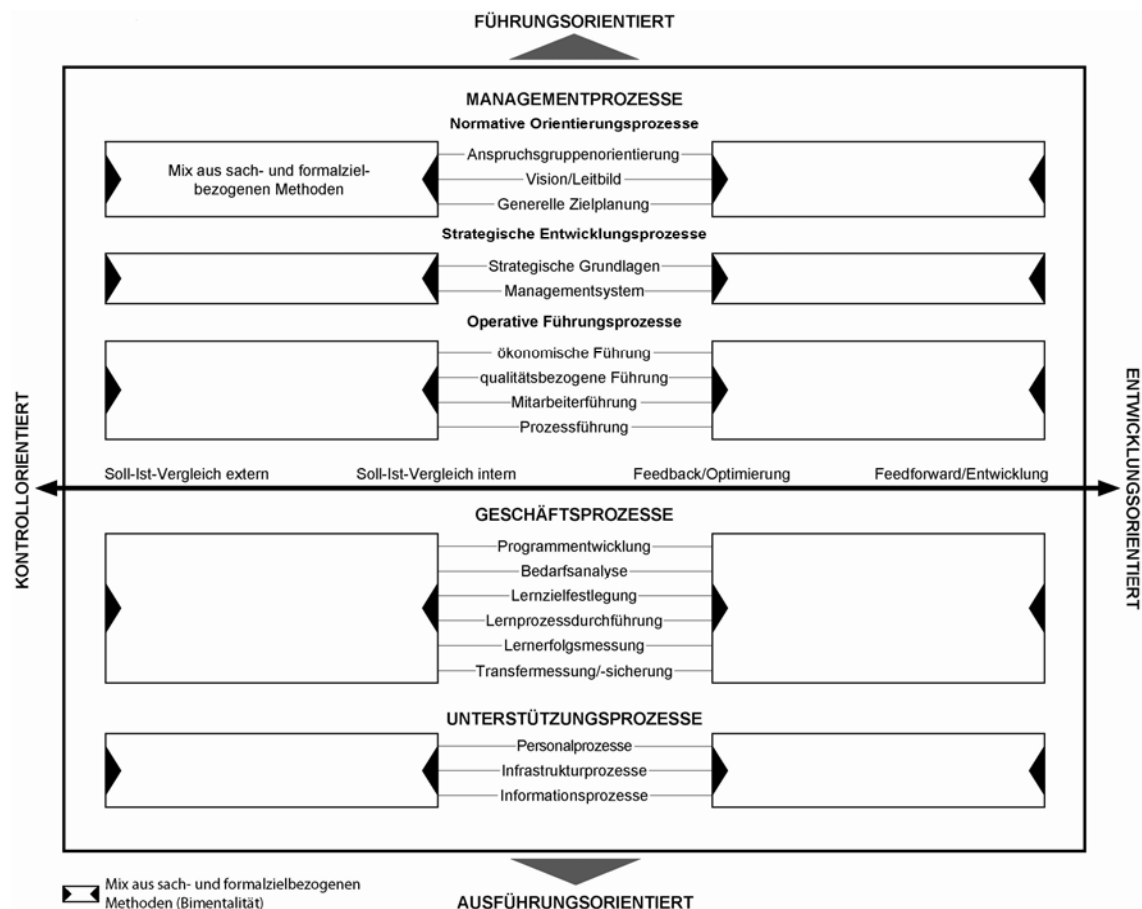 FÜHRUNGSORIENTIERT
MANAGEMENTPROZESSE
Normative Orientierungsprozesse
Mix aus sach- und formalziel-
bezogenen Methoden
Anspruchsgruppenorientierung
Vision/Leitbild
Generelle Zielplanung
Strategische Entwicklungsprozesse
Strategische Grundlagen
Managementsystem
Operative Führungsprozesse
ökonomische Führung
qualitätsbezogene Führung
Mitarbeiterführung
Prozessführung
KONTROLLORIENTIERT
Soll-Ist-Vergleich extern Soll-Ist-Vergleich intern Feedback/Optimierung Feedforward/Entwicklung
ENTWICKLUNGSORIENTIERT
GESCHÄFTSPROZESSE
Programmentwicklung
Bedarfsanalyse
Lernzielfestlegung
Lernprozessdurchführung
Lernerfolgsmessung
Transfermessung/-sicherung
UNTERSTÜTZUNGSPROZESSE
Personalprozesse
Infrastrukturprozesse
Informationsprozesse
Mix aus sach- und formalzielbezogenen
Methoden (Bimentalität)
AUSFÜHRUNGSORIENTIERT